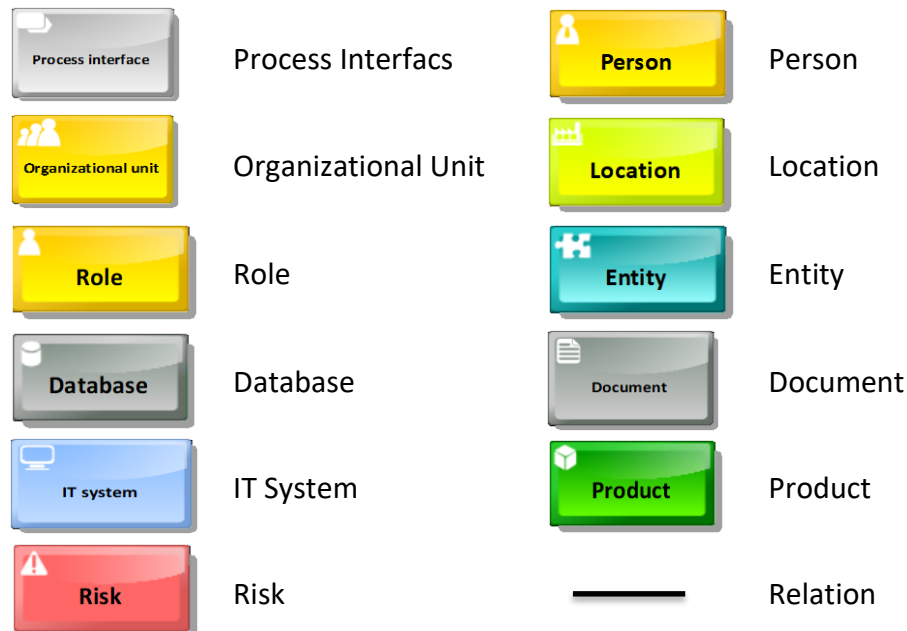 Process interface
Process Interfacs
Person
Person
Organizational unit
Organizational Unit
Location
Location
Role
Role
Entity
Entity
Database
Database
Document
Document
IT system
IT System
Product
Product
Risk
Risk
Relation